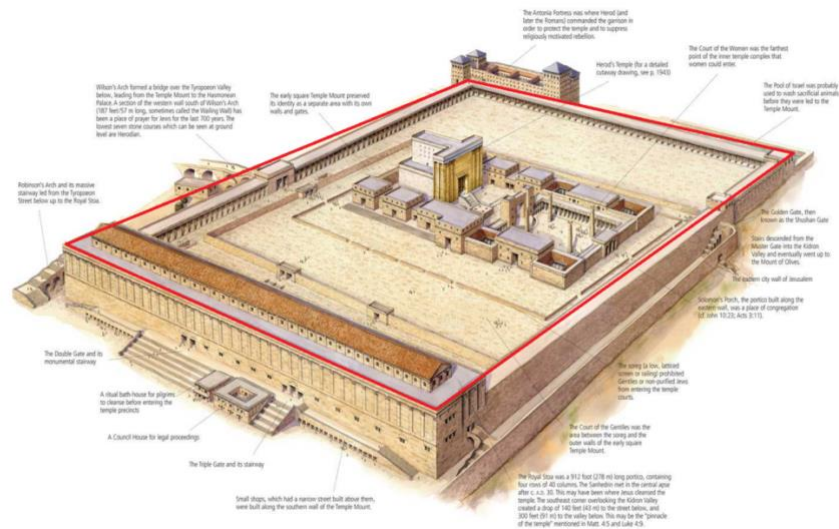 The Antonia Fortress was where Herod (and
later the Romans) commanded the garrison in
order to protect the temple and to suppress
religiously motivated rebellion.
Herod's Temple (for a detailed
cutaway drawing, see p. 1943)
The Court of the Women was the farthest
point of the inner temple complex that
women could enter.
The Pool of Israel was probably
used to wash sacrificial animals
before they were led to the
Temple Mount.
Wilson's Arch formed a bridge over the Tyropoeon Valley
below, leading from the Temple Mount to the Hasmonean
Palace. A section of the western wall south of Wilson's Arch
(187 feet/57 m long, sometimes called the Wailing Wall) has
been a place of prayer for Jews for the last 700 years. The
lowest seven stone courses which can be seen at ground
level are Herodian.
The early square Temple Mount preserved
its identity as a separate area with its own
walls and gates.
Robinson's Arch and its massive
stairway led from the Tyropoeon
Street below up to the Royal Stoa.
The Golden Gate, then
known as the Shushan Gate
Stairs descended from the
Master Gate into the Kidron
Valley and eventually went up to
the Mount of Olives.
The eastern city wall of Jerusalem
Solomon's Porch, the portico built along the
eastern wall, was a place of congregation
(cf. John 10:23; Acts 3:11).
The Double Gate and its
monumental stairway
A ritual bath house for pilgrims
to cleanse before entering the
temple precincts
A Council House for legal proceedings
The Triple Gate and its stairway
Small shops, which had a narrow street built above them,
were built along the southern wall of the Temple Mount.
The soreg (a low, latticed
screen or railing) prohibited
Gentiles or non-purified Jews
from entering the temple
courts.
The Court of the Gentiles was the
area between the soreg and the
outer walls of the early square
Temple Mount.
The Royal Stoa was a 912 foot (278 m) long portico, containing
four rows of 40 columns. The Sanhedrin met in the central apse
after c. A.D. 30. This may have been where Jesus cleansed the
temple. The southeast corner overlooking the Kidron Valley
created a drop of 140 feet (43 m) to the street below, and
300 feet (91 m) to the valley below. This may be the "pinnacle
of the temple" mentioned in Matt. 4:5 and Luke 4:9.